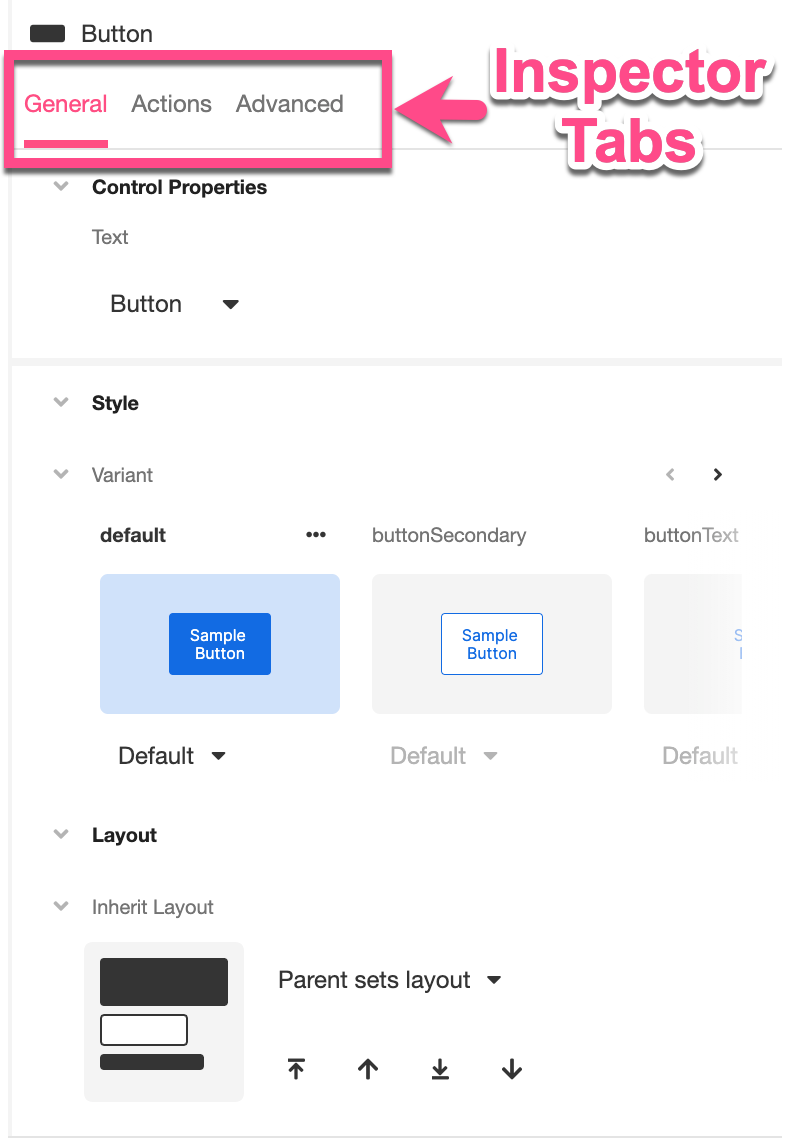 Button
General Actions Advanced
Inspector
Tabs
Control Properties
Text
Button
Style
Variant
default ••• buttonSecondary buttonText
Sample
Button
Sample
Button
Default Default Default
Layout
Inherit Layout
Parent sets layout